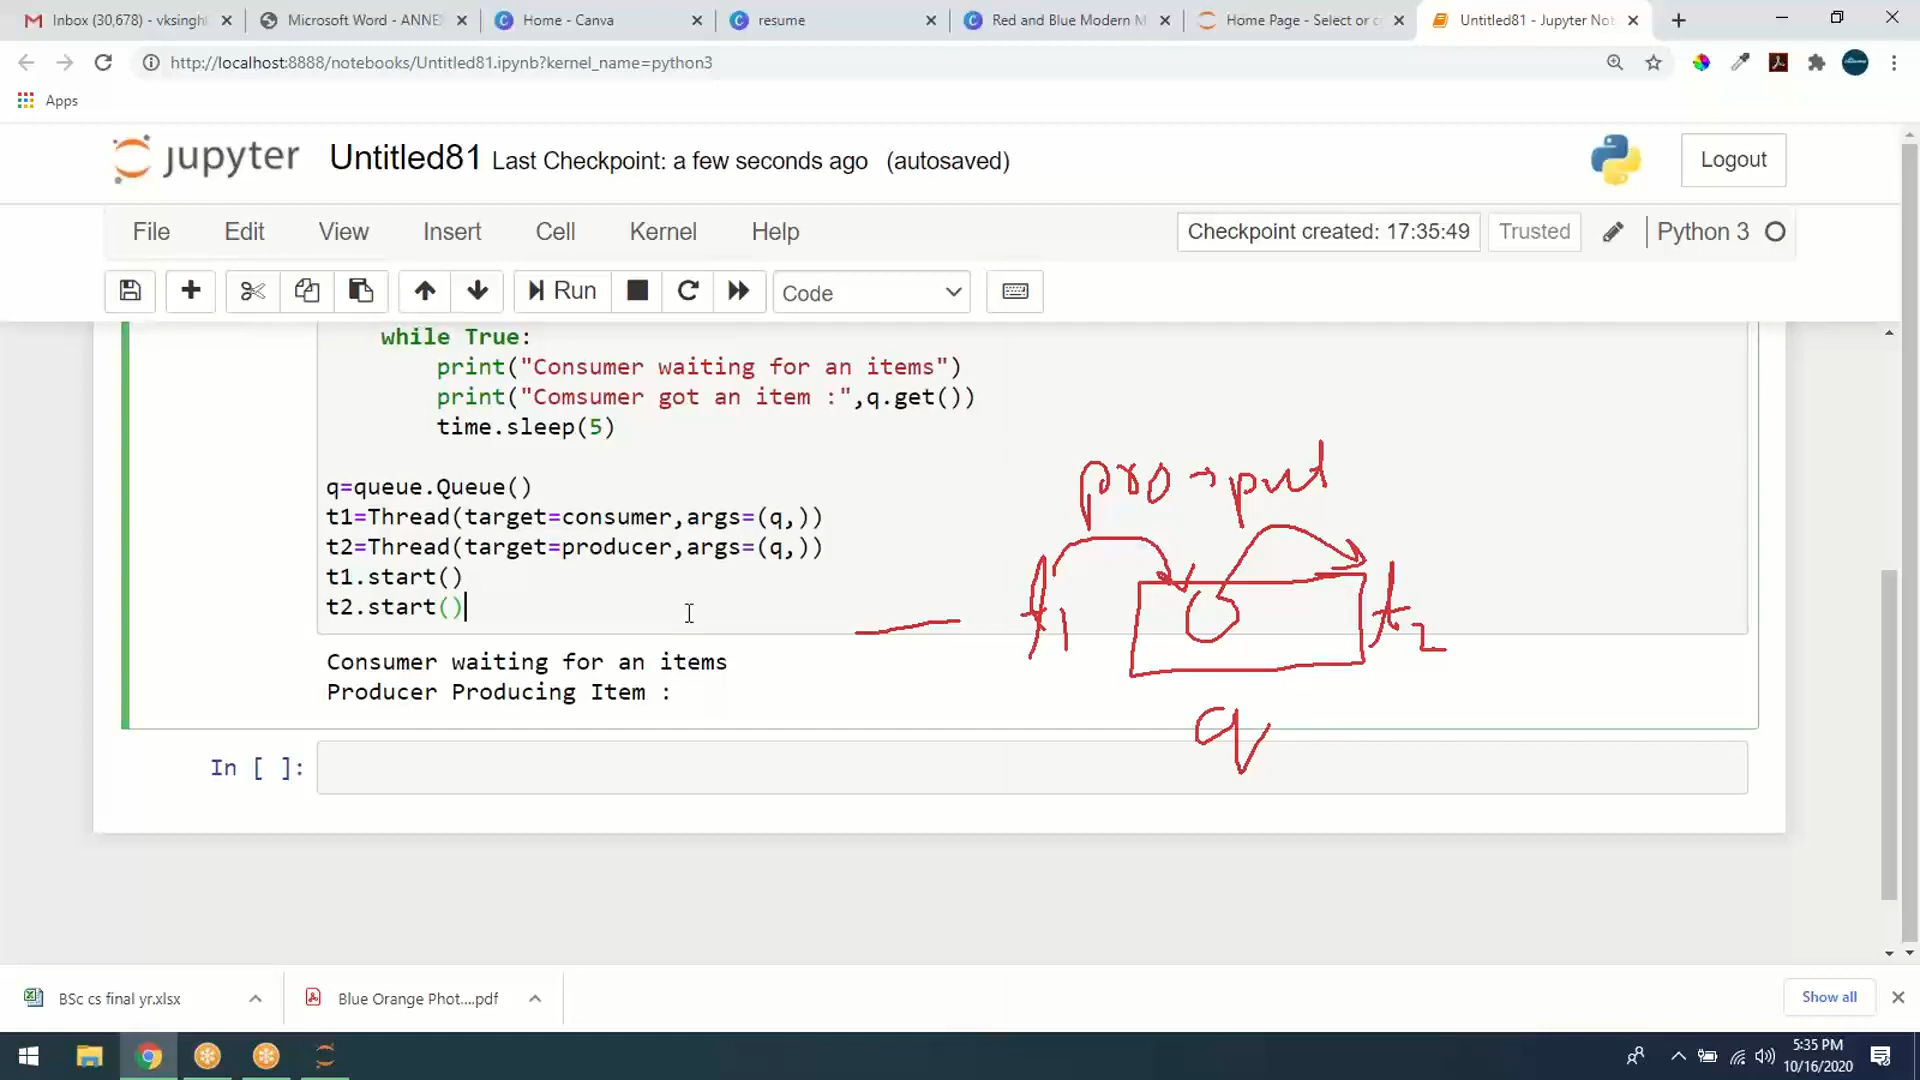 Inbox (30,678) - vksingh
Microsoft Word - ANNE
Home - Canva
resume
Red and Blue Modern M
Home Page - Select or c
Untitled81 - Jupyter Not
http://localhost:8888/notebooks/Untitled81.ipynb?kernel_name=python3
Apps
jupyter Untitled81 Last Checkpoint: a few seconds ago (autosaved)
Logout
File Edit View Insert Cell Kernel Help
Checkpoint created: 17:35:49 Trusted Python 3
Run Code
while True:
print("Consumer waiting for an items")
print("Comsumer got an item :",q.get())
time.sleep(5)
q=queue.Queue()
t1=Thread(target=consumer,args=(q,))
t2=Thread(target=producer,args=(q,))
t1.start()
t2.start()
pro → put
t1
t2
q
Consumer waiting for an items
Producer Producing Item :
In [ ]:
BSc cs final yr.xlsx
Blue Orange Phot....pdf
Show all
5:35 PM
10/16/2020